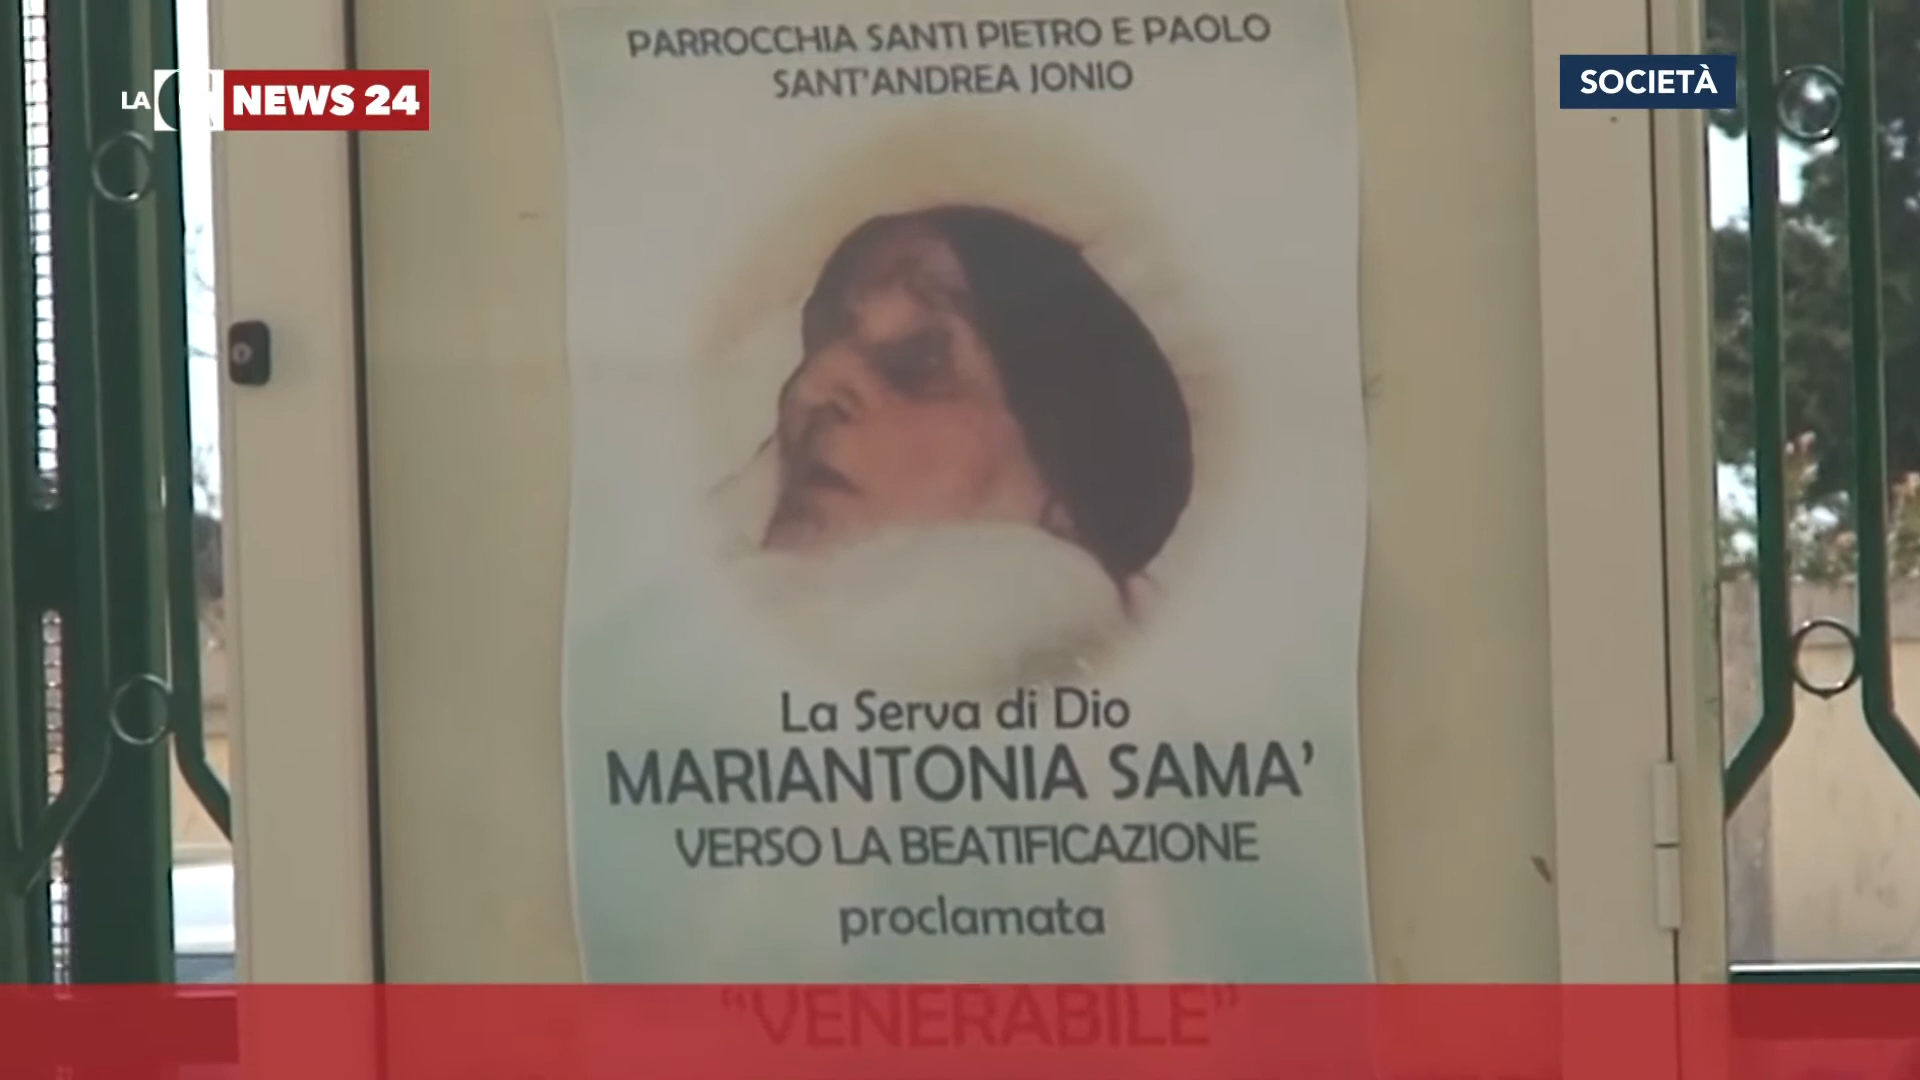 PARROCCHIA SANTI PIETRO E PAOLO
SANT'ANDREA JONIO
LA C NEWS 24
SOCIETÀ
La Serva di Dio
MARIANTONIA SAMA'
VERSO LA BEATIFICAZIONE
proclamata
"VENERABILE"